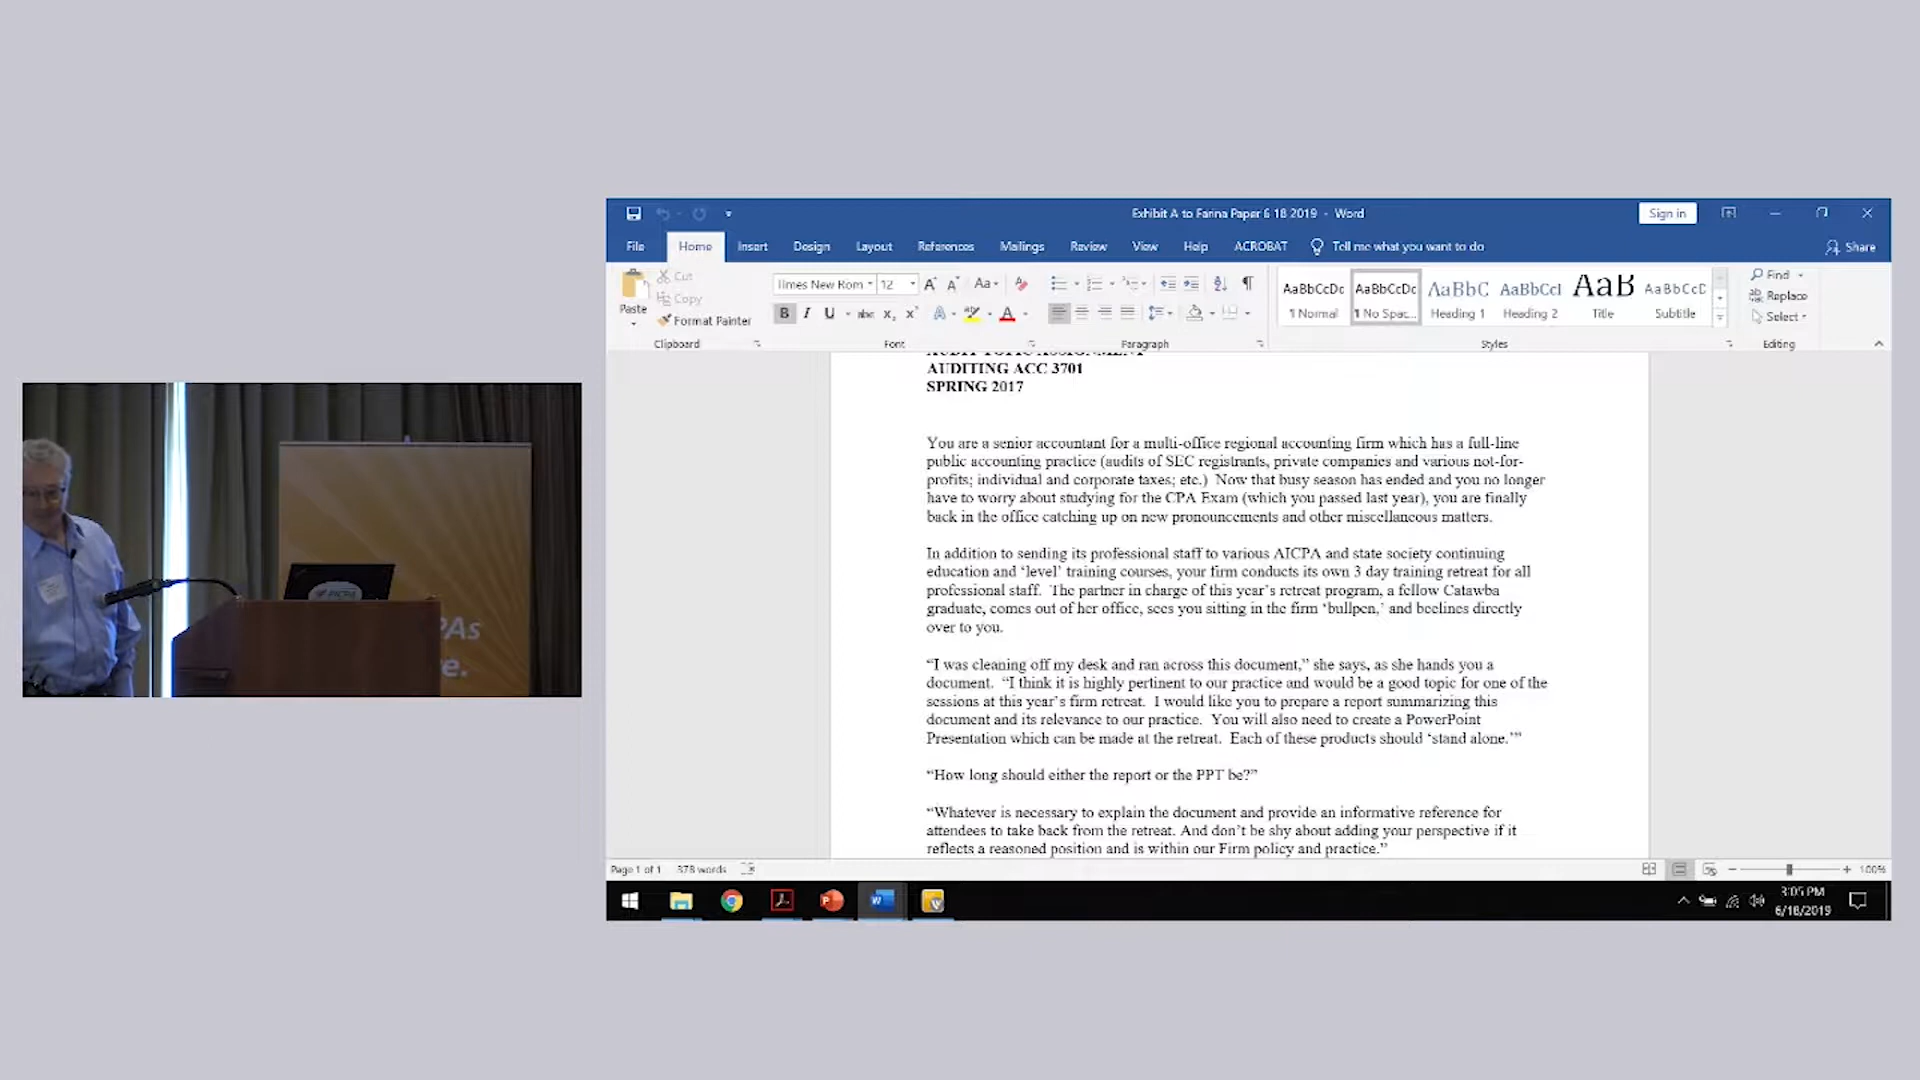 Exhibit A to Farina Paper 6 18 2019 - Word
Sign in
File Home Insert Design Layout References Mailings Review View Help ACROBAT Tell me what you want to do
Share
Paste
Cut
Copy
Format Painter
Clipboard
Times New Rom 12
Font
Paragraph
AaBbCcDc AaBbCcDc AaBbC AaBbCcI AaB AaBbCcD
¶ Normal ¶ No Spac... Heading 1 Heading 2 Title Subtitle
Styles
Find
Replace
Select
Editing
AUDIT TOPIC ASSIGNMENT
AUDITING ACC 3701
SPRING 2017
You are a senior accountant for a multi-office regional accounting firm which has a full-line
public accounting practice (audits of SEC registrants, private companies and various not-for-
profits; individual and corporate taxes; etc.) Now that busy season has ended and you no longer
have to worry about studying for the CPA Exam (which you passed last year), you are finally
back in the office catching up on new pronouncements and other miscellaneous matters.
In addition to sending its professional staff to various AICPA and state society continuing
education and ‘level’ training courses, your firm conducts its own 3 day training retreat for all
professional staff. The partner in charge of this year’s retreat program, a fellow Catawba
graduate, comes out of her office, sees you sitting in the firm ‘bullpen,’ and beelines directly
over to you.
“I was cleaning off my desk and ran across this document,” she says, as she hands you a
document. “I think it is highly pertinent to our practice and would be a good topic for one of the
sessions at this year’s firm retreat. I would like you to prepare a report summarizing this
document and its relevance to our practice. You will also need to create a PowerPoint
Presentation which can be made at the retreat. Each of these products should ‘stand alone.’”
“How long should either the report or the PPT be?”
“Whatever is necessary to explain the document and provide an informative reference for
attendees to take back from the retreat. And don’t be shy about adding your perspective if it
reflects a reasoned position and is within our Firm policy and practice.”
Page 1 of 1 378 words
100%
3:05 PM
6/18/2019
AICPA
PAs
e.